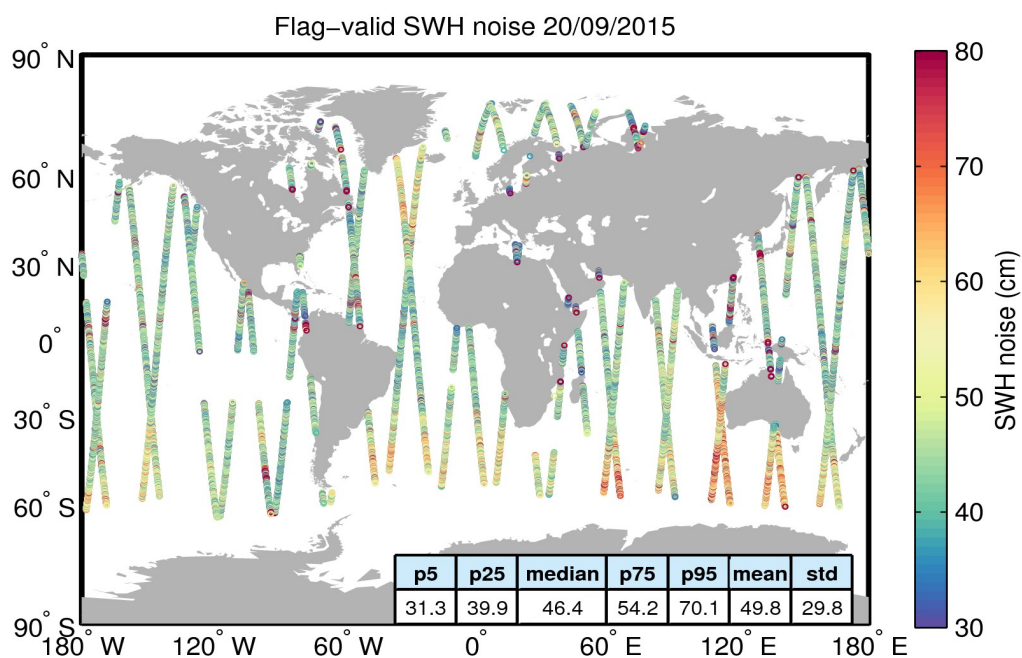 Flag−valid SWH noise 20/09/2015
90° N
60° N
30° N
0°
30° S
60° S
90° S
180° W
120° W
60° W
0°
60° E
120° E
180° E
80
70
60
50
40
30
SWH noise (cm)
p5 p25 median p75 p95 mean std
31.3 39.9 46.4 54.2 70.1 49.8 29.8